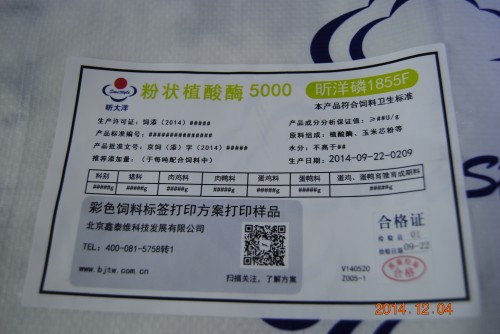 Sunhy
昕大洋
粉状植酸酶 5000
昕洋磷1855F
本产品符合饲料卫生标准
生产许可证：饲添（2014）#####
产品标准编号：###############
产品批准文号：京饲（添）字（2014）######
推荐添加量：（于每吨配合饲料中）
产品成分分析保证值：≥##U/g
原料组成：植酸酶、玉米芯粉等
水分：不高于##
生产日期：2014-09-22-0209
料别 猪料 肉鸡料 肉鸭料 蛋鸡料 蛋鸭料 蛋鸡、蛋鸭育雏育成期料
#####g #####g #####g #####g #####g #####g
彩色饲料标签打印方案打印样品
北京鑫泰维科技发展有限公司
TEL：400-081-5758转1
www.bjtw.com.cn
扫描关注，了解方案
合格证
检验员 01
检验日期 09-22
合格
V140520
Z005-1
2014.12.04